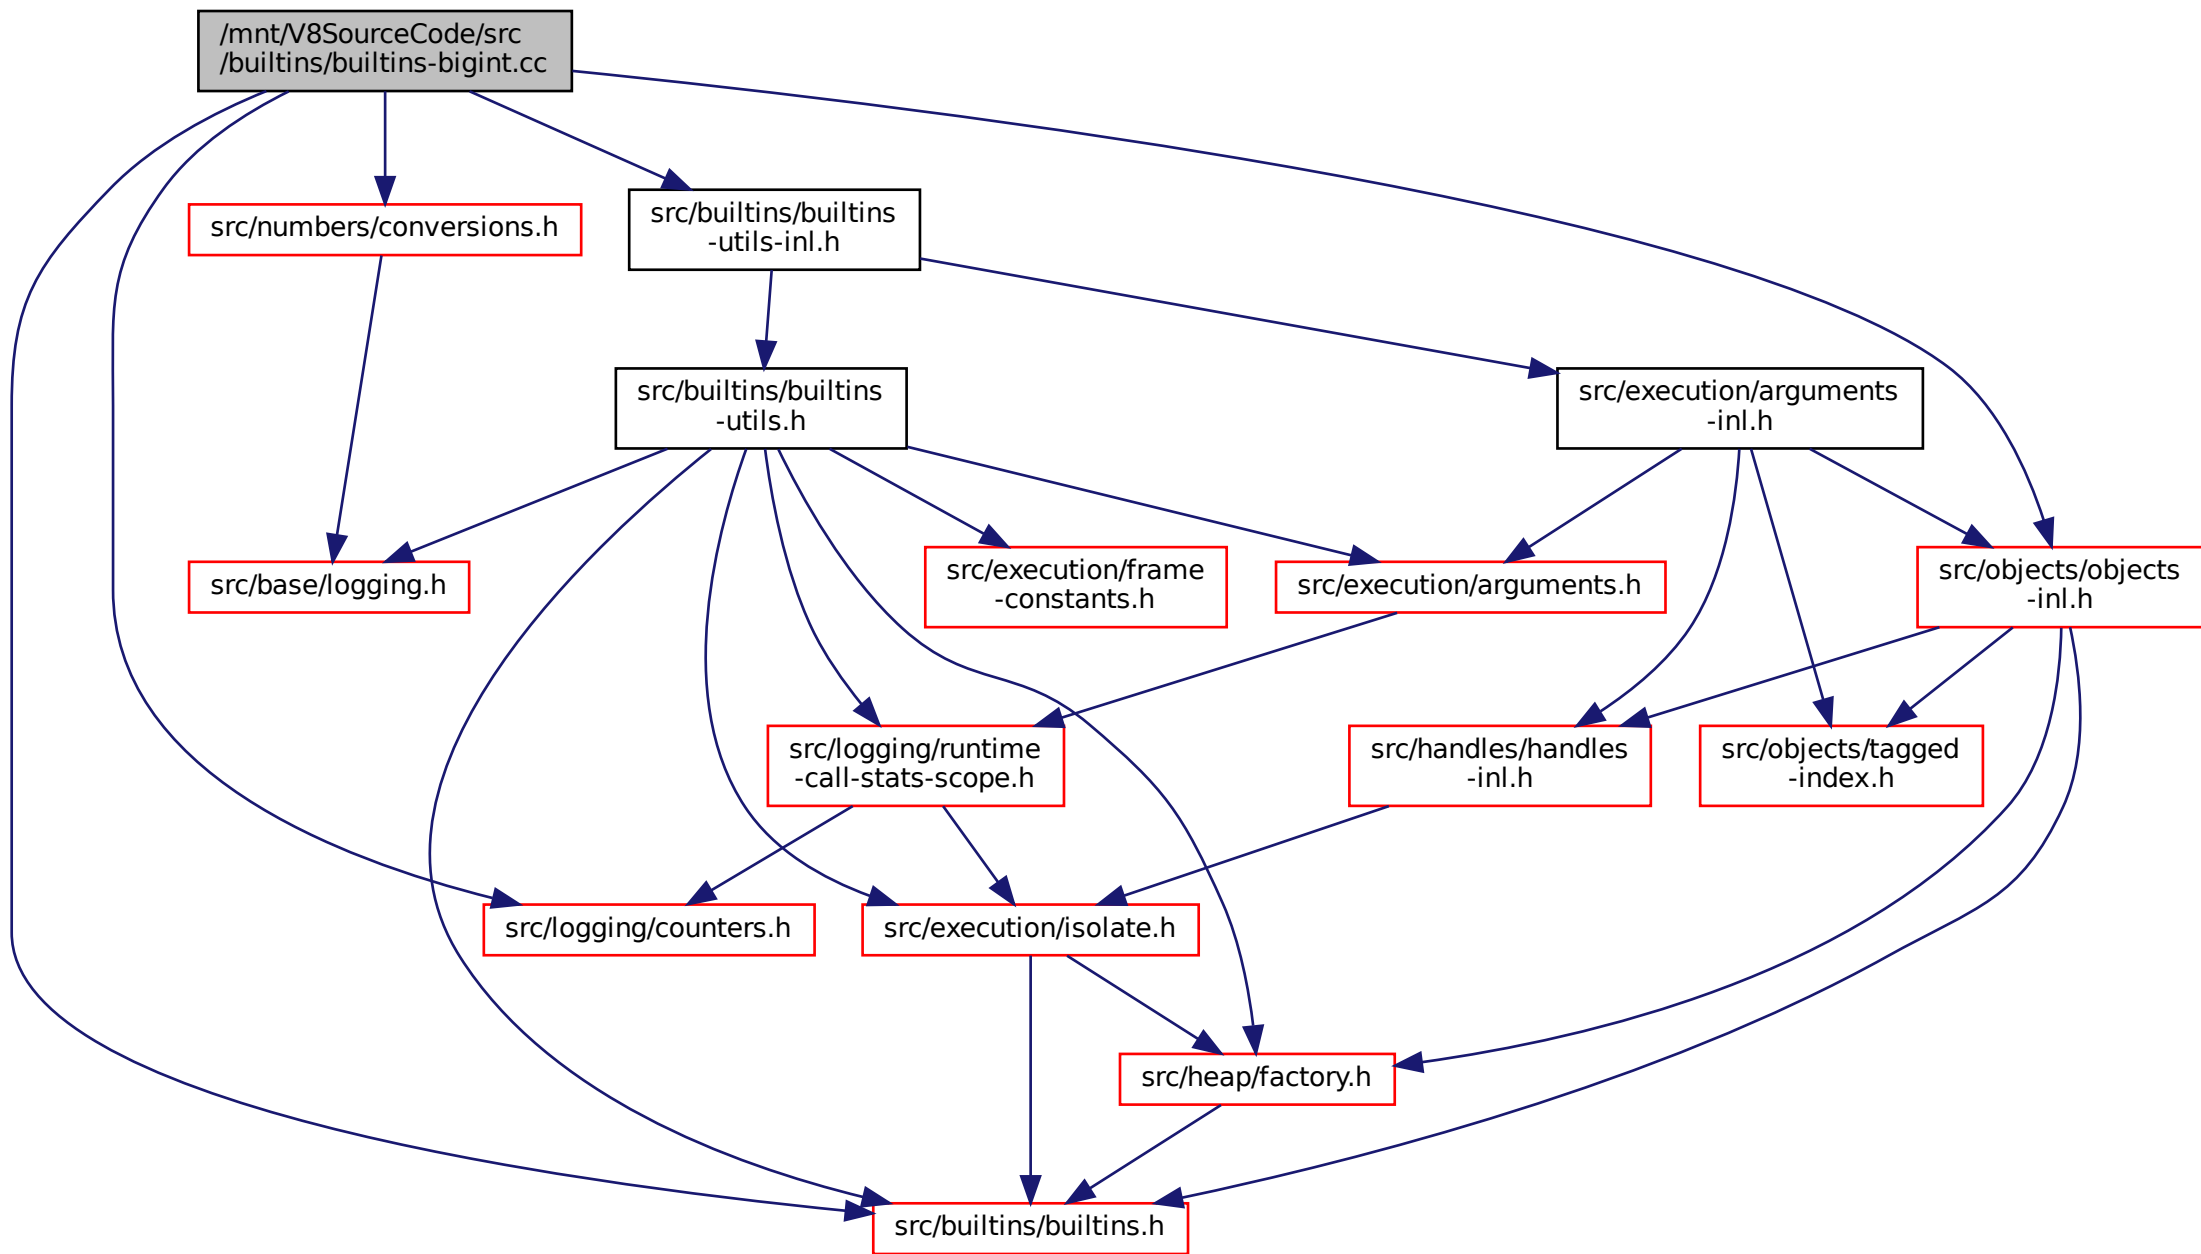 /mnt/V8SourceCode/src
/builtins/builtins-bigint.cc
src/numbers/conversions.h
src/builtins/builtins
-utils-inl.h
src/builtins/builtins
-utils.h
src/execution/arguments
-inl.h
src/base/logging.h
src/execution/frame
-constants.h
src/execution/arguments.h
src/objects/objects
-inl.h
src/logging/runtime
-call-stats-scope.h
src/handles/handles
-inl.h
src/objects/tagged
-index.h
src/logging/counters.h
src/execution/isolate.h
src/heap/factory.h
src/builtins/builtins.h